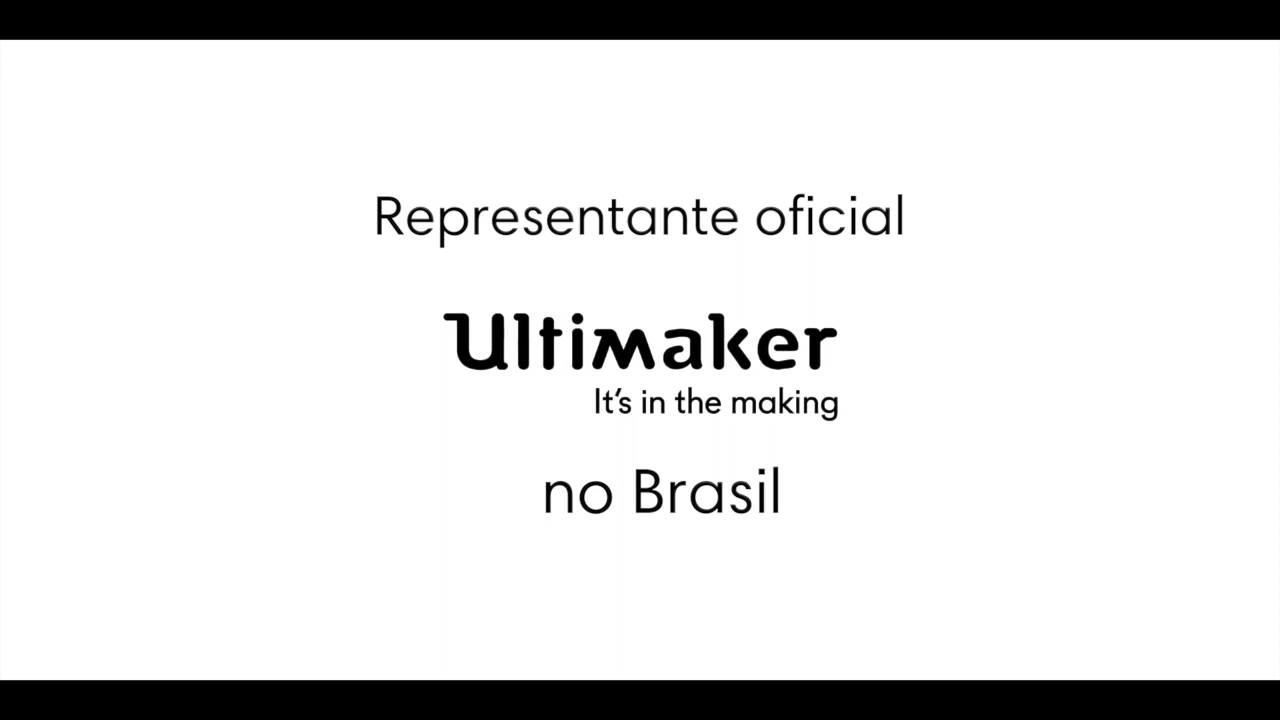 Representante oficial
Ultimaker
It's in the making
no Brasil